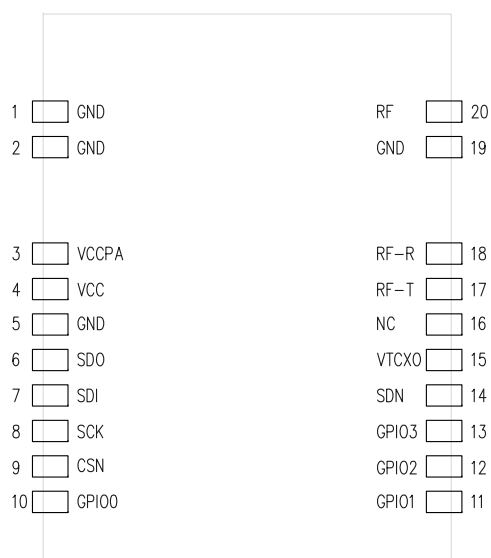 1 GND RF 20
2 GND GND 19
3 VCCPA RF-R 18
4 VCC RF-T 17
5 GND NC 16
6 SDO VTCXO 15
7 SDI SDN 14
8 SCK GPIO3 13
9 CSN GPIO2 12
10 GPIO0 GPIO1 11